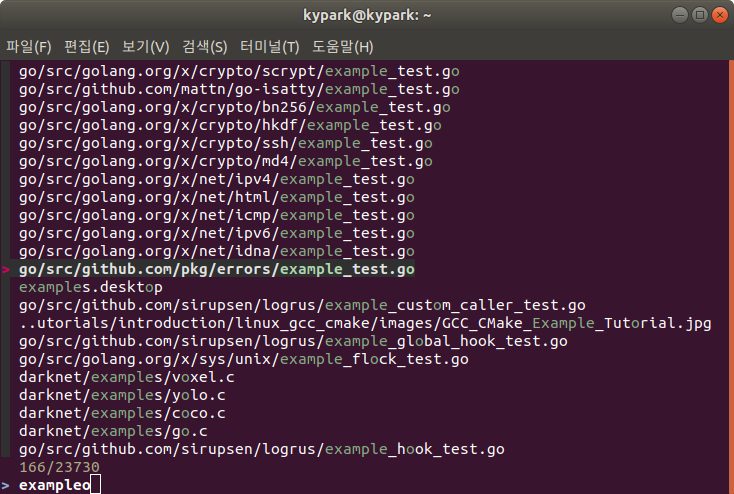 kypark@kypark: ~
파일(F) 편집(E) 보기(V) 검색(S) 터미널(T) 도움말(H)
go/src/golang.org/x/crypto/scrypt/example_test.go
go/src/github.com/mattn/go-isatty/example_test.go
go/src/golang.org/x/crypto/bn256/example_test.go
go/src/golang.org/x/crypto/hkdf/example_test.go
go/src/golang.org/x/crypto/ssh/example_test.go
go/src/golang.org/x/crypto/md4/example_test.go
go/src/golang.org/x/net/ipv4/example_test.go
go/src/golang.org/x/net/html/example_test.go
go/src/golang.org/x/net/icmp/example_test.go
go/src/golang.org/x/net/ipv6/example_test.go
go/src/golang.org/x/net/idna/example_test.go
> go/src/github.com/pkg/errors/example_test.go
examples.desktop
go/src/github.com/sirupsen/logrus/example_custom_caller_test.go
..utorials/introduction/linux_gcc_cmake/images/GCC_CMake_Example_Tutorial.jpg
go/src/github.com/sirupsen/logrus/example_global_hook_test.go
go/src/golang.org/x/sys/unix/example_flock_test.go
darknet/examples/voxel.c
darknet/examples/yolo.c
darknet/examples/coco.c
darknet/examples/go.c
go/src/github.com/sirupsen/logrus/example_hook_test.go
166/23730
> exampleo